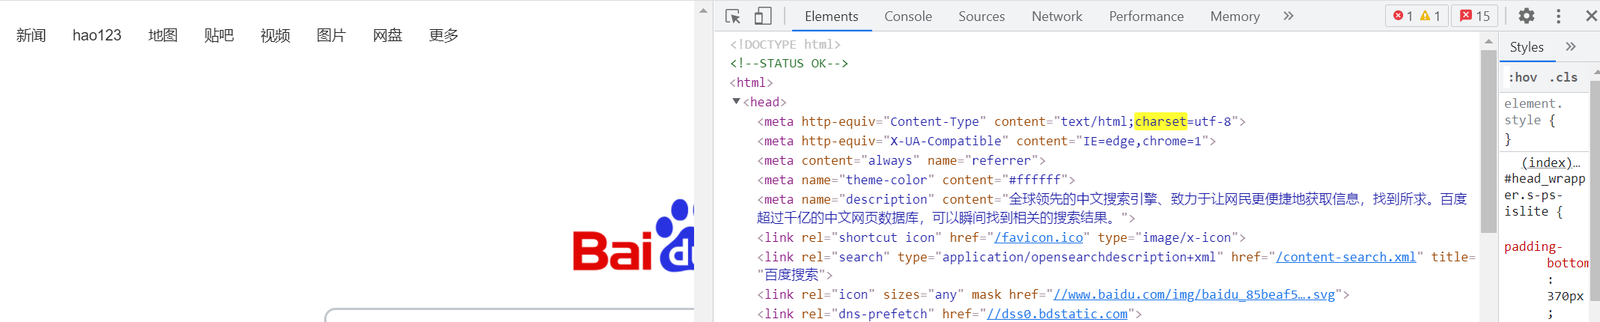 新闻 hao123 地图 贴吧 视频 图片 网盘 更多
Bai du
Elements Console Sources Network Performance Memory » 1 1 15
<!DOCTYPE html>
<!--STATUS OK-->
<html>
▼<head>
<meta http-equiv="Content-Type" content="text/html;charset=utf-8">
<meta http-equiv="X-UA-Compatible" content="IE=edge,chrome=1">
<meta content="always" name="referrer">
<meta name="theme-color" content="#ffffff">
<meta name="description" content="全球领先的中文搜索引擎、致力于让网民更便捷地获取信息，找到所求。百度
超过千亿的中文网页数据库，可以瞬间找到相关的搜索结果。">
<link rel="shortcut icon" href="/favicon.ico" type="image/x-icon">
<link rel="search" type="application/opensearchdescription+xml" href="/content-search.xml" title=
"百度搜索">
<link rel="icon" sizes="any" mask href="//www.baidu.com/img/baidu_85beaf5….svg">
<link rel="dns-prefetch" href="//dss0.bdstatic.com">
Styles »
:hov .cls
element.
style {
}
(index)…
#head_wrapp
er.s-ps-
islite {
padding-
bottom
:
370px
;